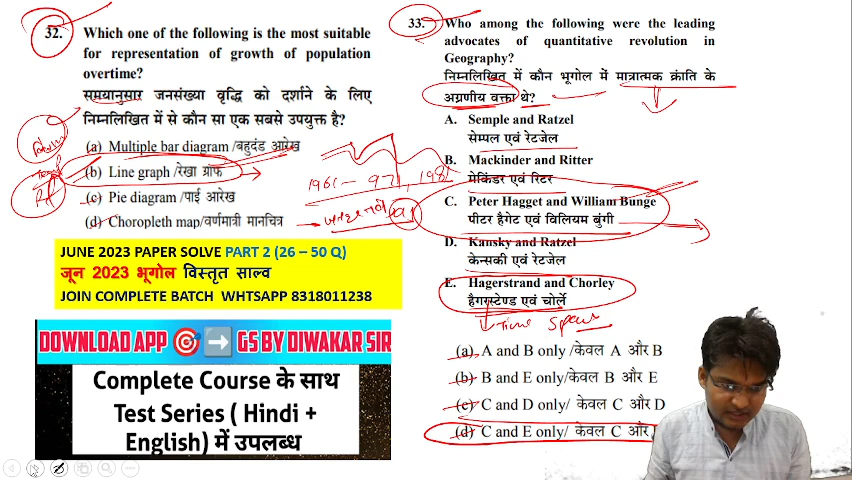 32. Which one of the following is the most suitable
for representation of growth of population
overtime?
समयानुसार जनसंख्या वृद्धि को दर्शाने के लिए
निम्नलिखित में से कौन सा एक सबसे उपयुक्त है?
(a) Multiple bar diagram /बहुदंड आरेख
(b) Line graph /रेखा ग्राफ
(c) Pie diagram /पाई आरेख
(d) Choropleth map/वर्णमात्री मानचित्र
1961 - 971, 1981
JUNE 2023 PAPER SOLVE PART 2 (26 – 50 Q)
जून 2023 भूगोल विस्तृत साल्व
JOIN COMPLETE BATCH WHTSAPP 8318011238
DOWNLOAD APP 🎯 ➡️ GS BY DIWAKAR SIR
Complete Course के साथ
Test Series ( Hindi +
English) में उपलब्ध
33. Who among the following were the leading
advocates of quantitative revolution in
Geography?
निम्नलिखित में कौन भूगोल में मात्रात्मक क्रांति के
अग्रणीय वक्ता थे?
A. Semple and Ratzel
सेम्पल एवं रेटजेल
B. Mackinder and Ritter
मेकिंडर एवं रिटर
C. Peter Hagget and William Bunge
पीटर हैगेट एवं विलियम बुंगी
D. Kansky and Ratzel
केन्सकी एवं रेटजेल
E. Hagerstrand and Chorley
हैगरस्टेण्ड एवं चोर्ले
Time Space
(a) A and B only /केवल A और B
(b) B and E only/केवल B और E
(c) C and D only/ केवल C और D
(d) C and E only/ केवल C और